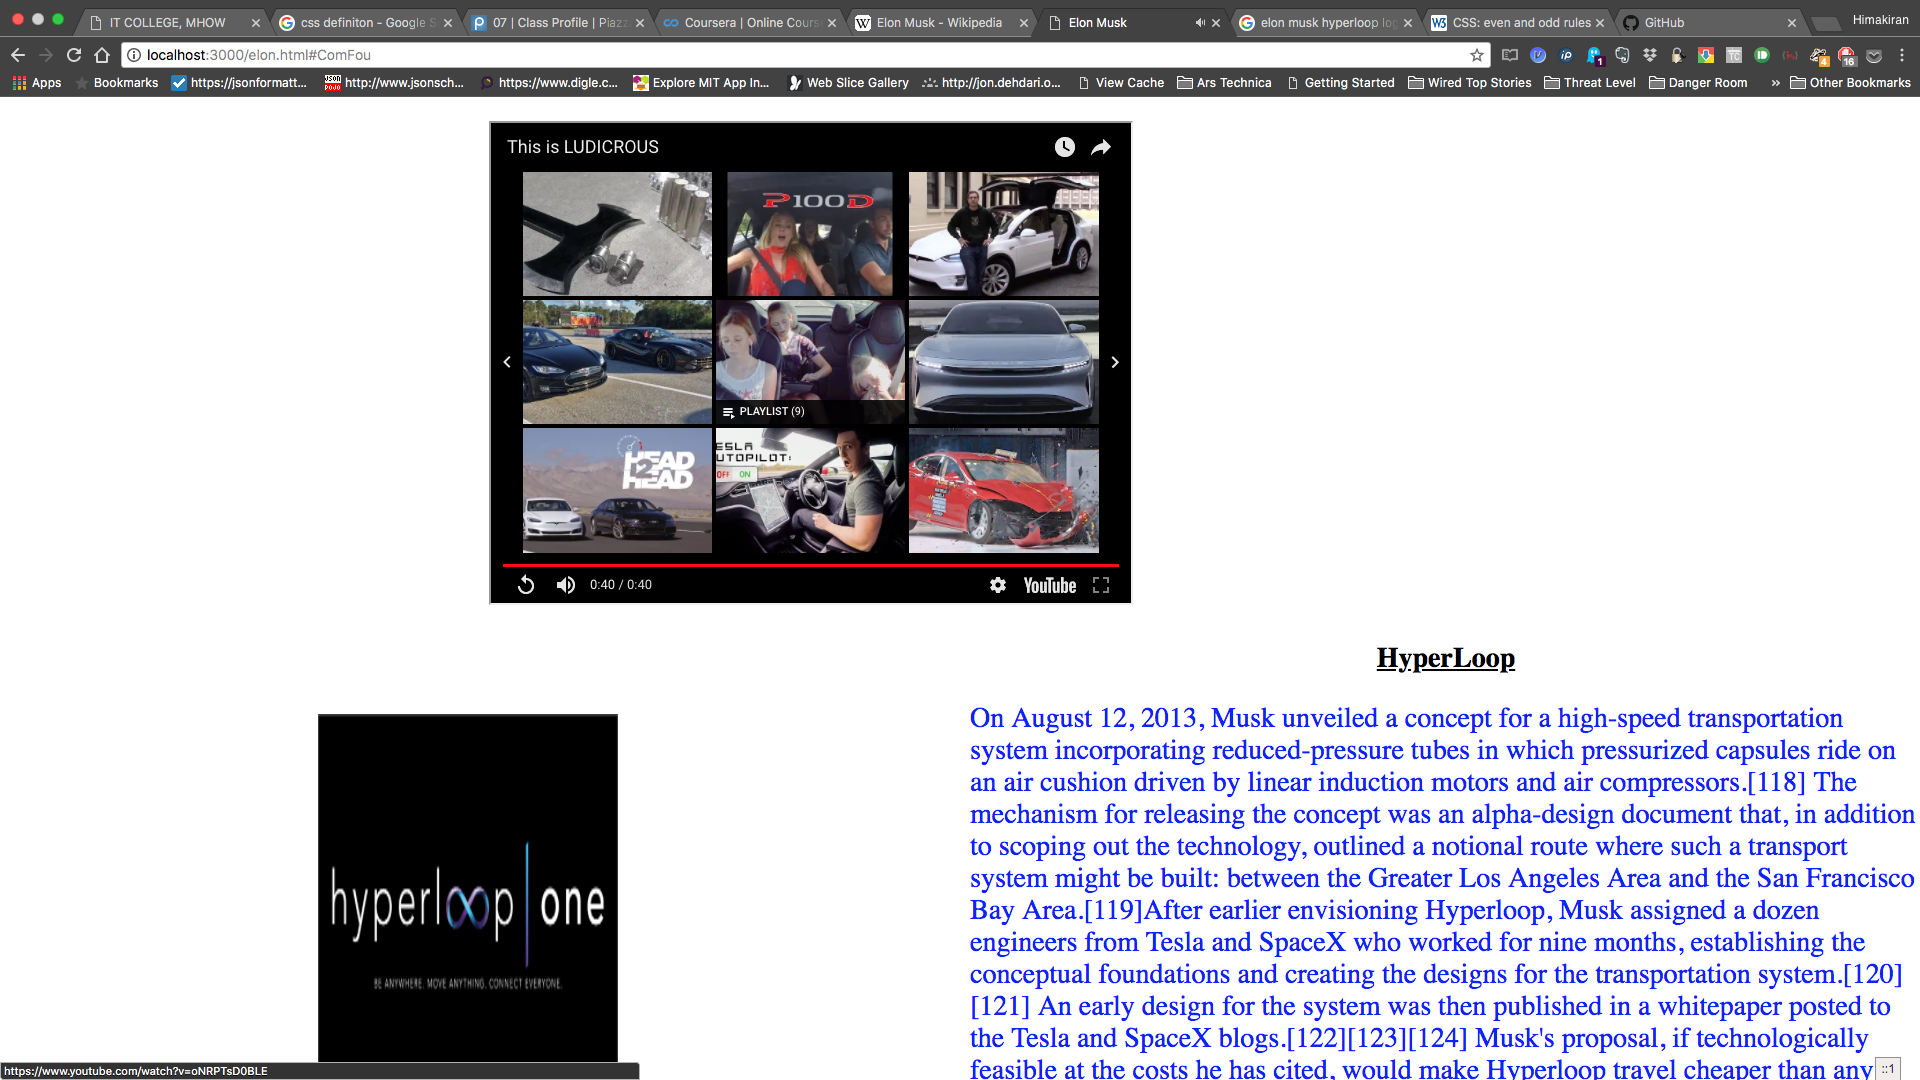 IT COLLEGE, MHOW
css definiton - Google S
07 | Class Profile | Piaz
Coursera | Online Cours
Elon Musk - Wikipedia
Elon Musk
elon musk hyperloop log
CSS: even and odd rules
GitHub
Himakiran
localhost:3000/elon.html#ComFou
Apps
Bookmarks
https://jsonformatt...
http://www.jsonsch...
https://www.digle.c...
Explore MIT App In...
Web Slice Gallery
http://jon.dehdari.o...
View Cache
Ars Technica
Getting Started
Wired Top Stories
Threat Level
Danger Room
»
Other Bookmarks
This is LUDICROUS
P100D
PLAYLIST (9)
HEAD
2
HEAD
ESLA
UTOPILOT:
OFF ON
0:40 / 0:40
YouTube
HyperLoop
On August 12, 2013, Musk unveiled a concept for a high-speed transportation
system incorporating reduced-pressure tubes in which pressurized capsules ride on
an air cushion driven by linear induction motors and air compressors.[118] The
mechanism for releasing the concept was an alpha-design document that, in addition
to scoping out the technology, outlined a notional route where such a transport
system might be built: between the Greater Los Angeles Area and the San Francisco
Bay Area.[119]After earlier envisioning Hyperloop, Musk assigned a dozen
engineers from Tesla and SpaceX who worked for nine months, establishing the
conceptual foundations and creating the designs for the transportation system.[120]
[121] An early design for the system was then published in a whitepaper posted to
the Tesla and SpaceX blogs.[122][123][124] Musk's proposal, if technologically
feasible at the costs he has cited, would make Hyperloop travel cheaper than any
hyperloop | one
BE ANYWHERE. MOVE ANYTHING. CONNECT EVERYONE.
https://www.youtube.com/watch?v=oNRPTsD0BLE
::1